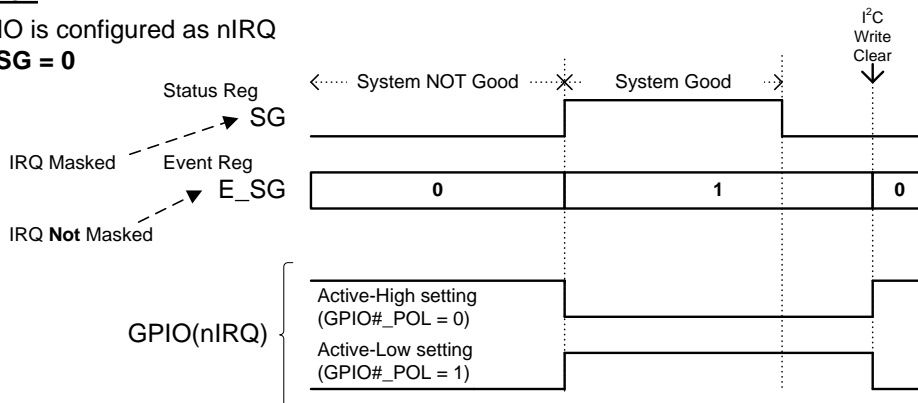 IO is configured as nIRQ
SG = 0
I²C
Write
Clear
System NOT Good
System Good
Status Reg
SG
IRQ Masked
Event Reg
E_SG
0
1
0
IRQ Not Masked
Active-High setting
(GPIO#_POL = 0)
GPIO(nIRQ)
Active-Low setting
(GPIO#_POL = 1)